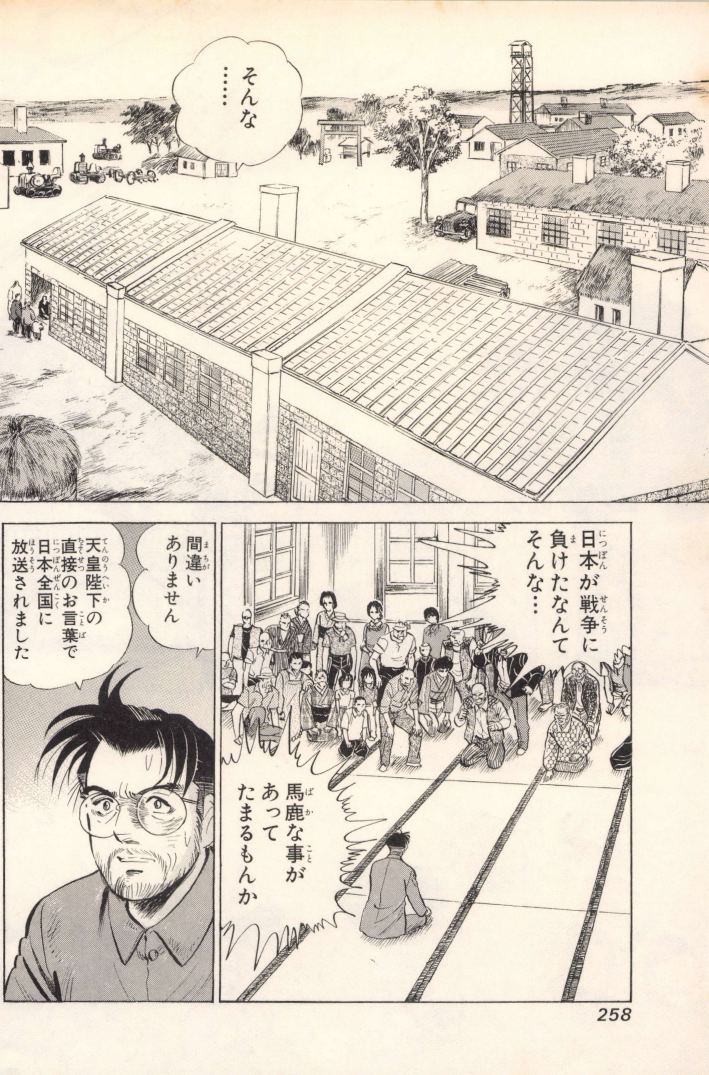 そんな
……
日本が戦争に
負けたなんて
そんな…
馬鹿な事が
あって
たまるもんか
間違い
ありません
天皇陛下の
直接のお言葉で
日本全国に
放送されました
258